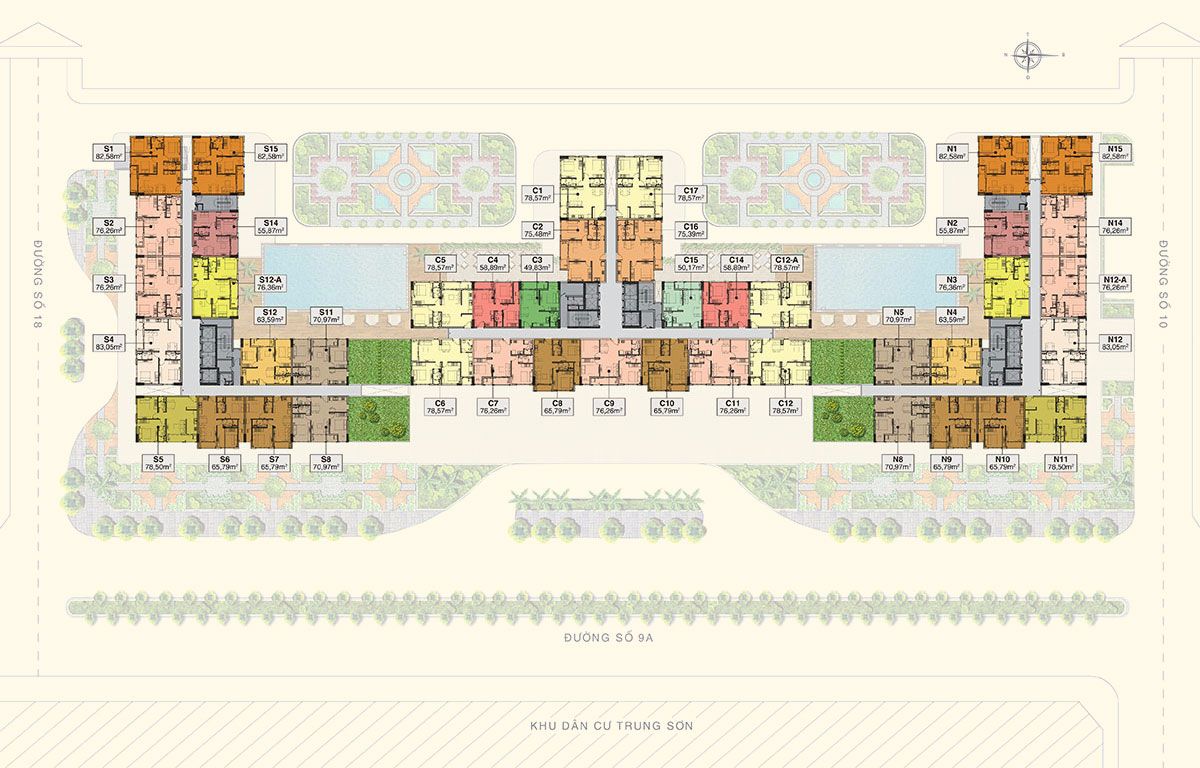 T
N
B
D
S1
82,58m²
S15
82,58m²
N1
82,58m²
N15
82,58m²
C1
78,57m²
C17
78,57m²
S2
76,26m²
S14
55,87m²
C2
75,48m²
C16
75,39m²
N2
55,87m²
N14
76,26m²
C5
78,57m²
C4
58,89m²
C3
49,83m²
C15
50,17m²
C14
58,89m²
C12-A
78,57m²
S3
76,26m²
S12-A
76,36m²
N3
76,36m²
N12-A
76,26m²
S12
63,59m²
S11
70,97m²
N5
70,97m²
N4
63,59m²
S4
83,05m²
N12
83,05m²
ĐƯỜNG SỐ 18
ĐƯỜNG SỐ 10
C6
78,57m²
C7
76,26m²
C8
65,79m²
C9
76,26m²
C10
65,79m²
C11
76,26m²
C12
78,57m²
S5
78,50m²
S6
65,79m²
S7
65,79m²
S8
70,97m²
N8
70,97m²
N9
65,79m²
N10
65,79m²
N11
78,50m²
ĐƯỜNG SỐ 9A
KHU DÂN CƯ TRUNG SƠN